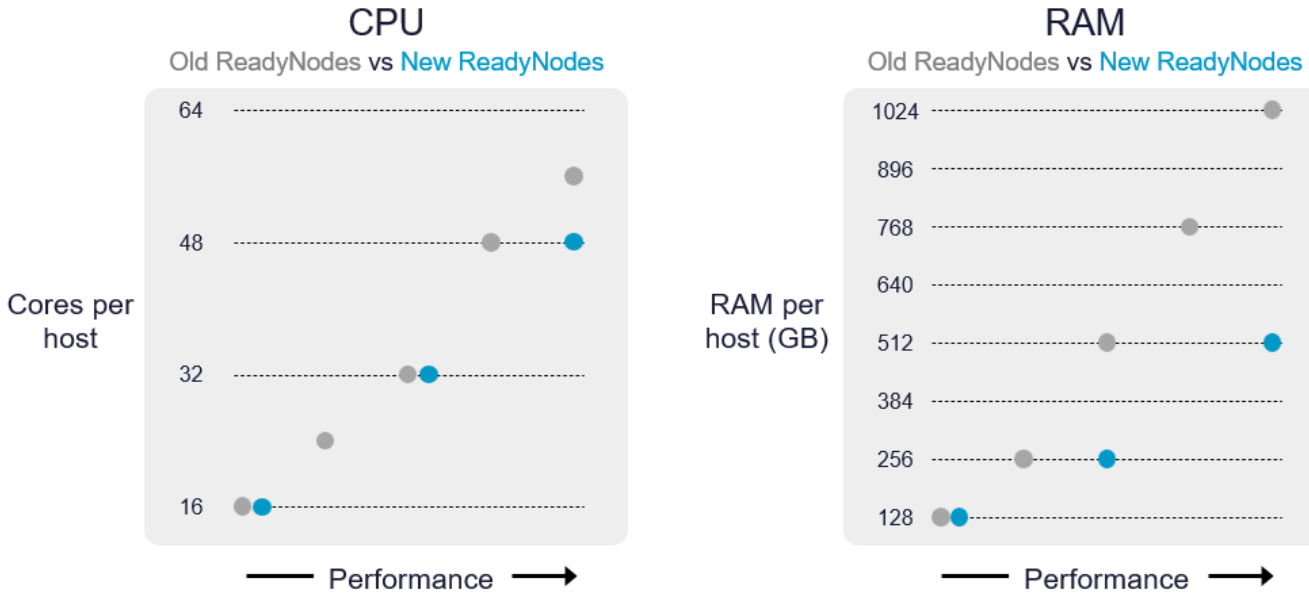 CPU
Old ReadyNodes vs New ReadyNodes
64
48
Cores per
host
32
16
Performance
RAM
Old ReadyNodes vs New ReadyNodes
1024
896
768
640
RAM per
host (GB)
512
384
256
128
Performance